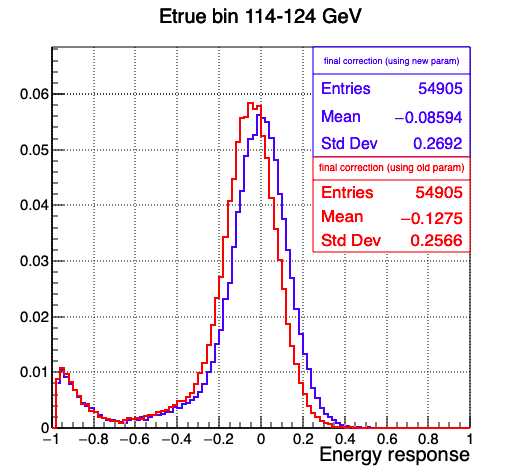 Etrue bin 114-124 GeV
final correction (using new param)
Entries 54905
Mean −0.08594
Std Dev 0.2692
final correction (using old param)
Entries 54905
Mean −0.1275
Std Dev 0.2566
0.06
0.05
0.04
0.03
0.02
0.01
0
−1 −0.8 −0.6 −0.4 −0.2 0 0.2 0.4 0.6 0.8 1
Energy response